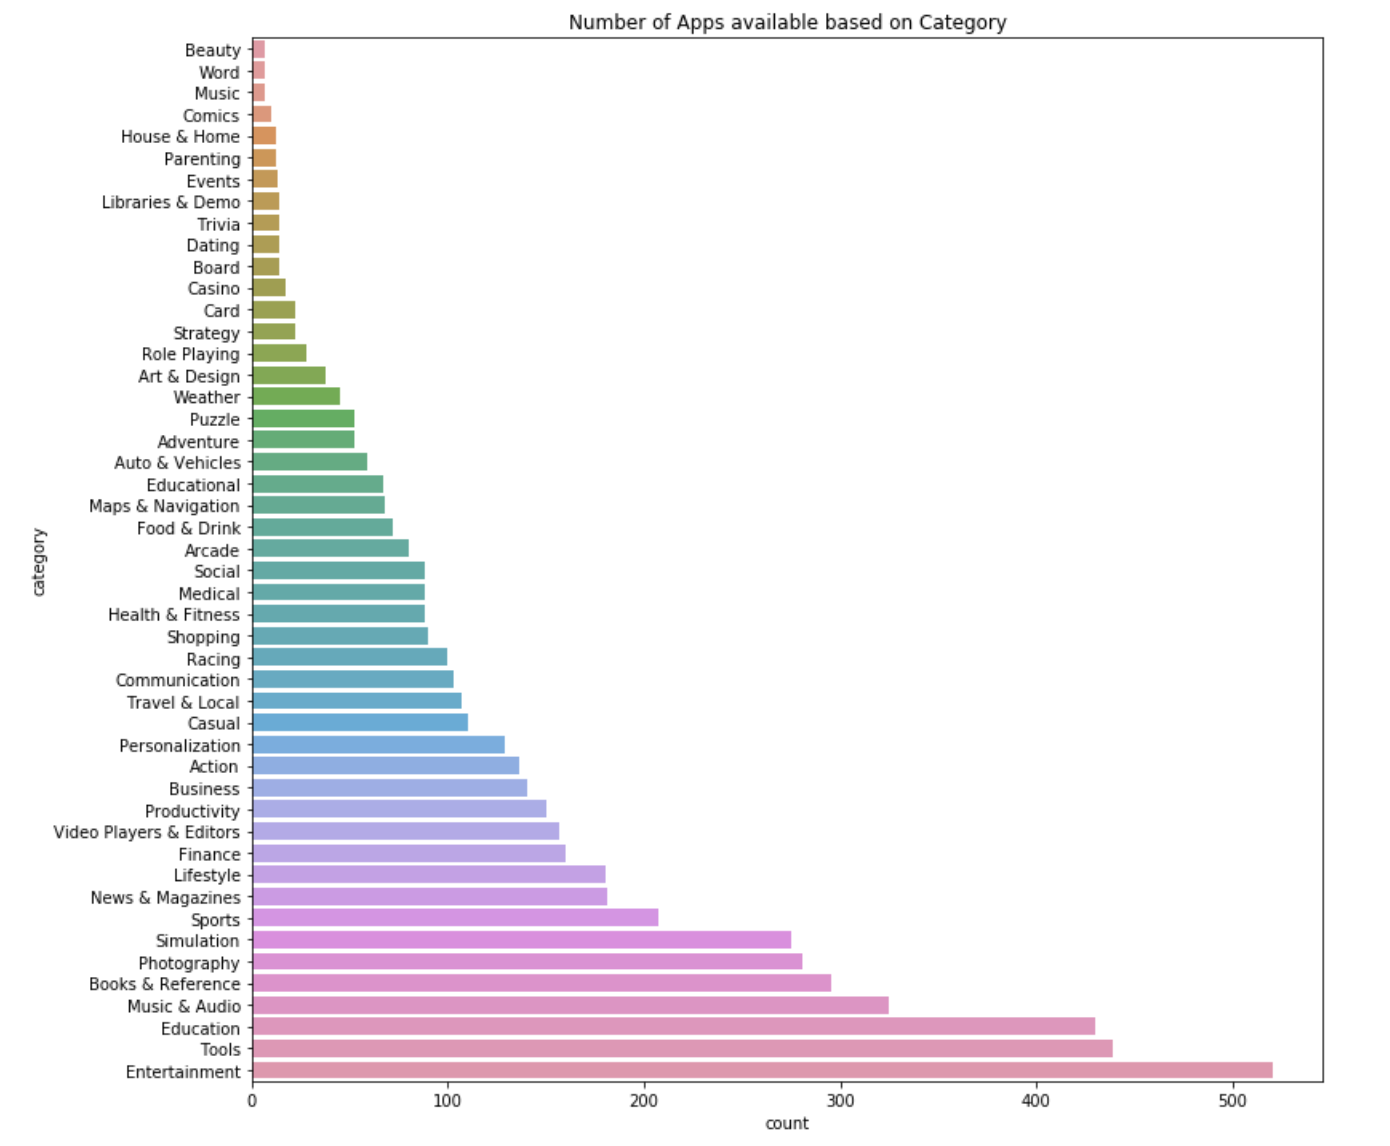 Number of Apps available based on Category
Beauty
Word
Music
Comics
House & Home
Parenting
Events
Libraries & Demo
Trivia
Dating
Board
Casino
Card
Strategy
Role Playing
Art & Design
Weather
Puzzle
Adventure
Auto & Vehicles
Educational
Maps & Navigation
Food & Drink
Arcade
Social
Medical
Health & Fitness
Shopping
Racing
Communication
Travel & Local
Casual
Personalization
Action
Business
Productivity
Video Players & Editors
Finance
Lifestyle
News & Magazines
Sports
Simulation
Photography
Books & Reference
Music & Audio
Education
Tools
Entertainment
category
0 100 200 300 400 500
count